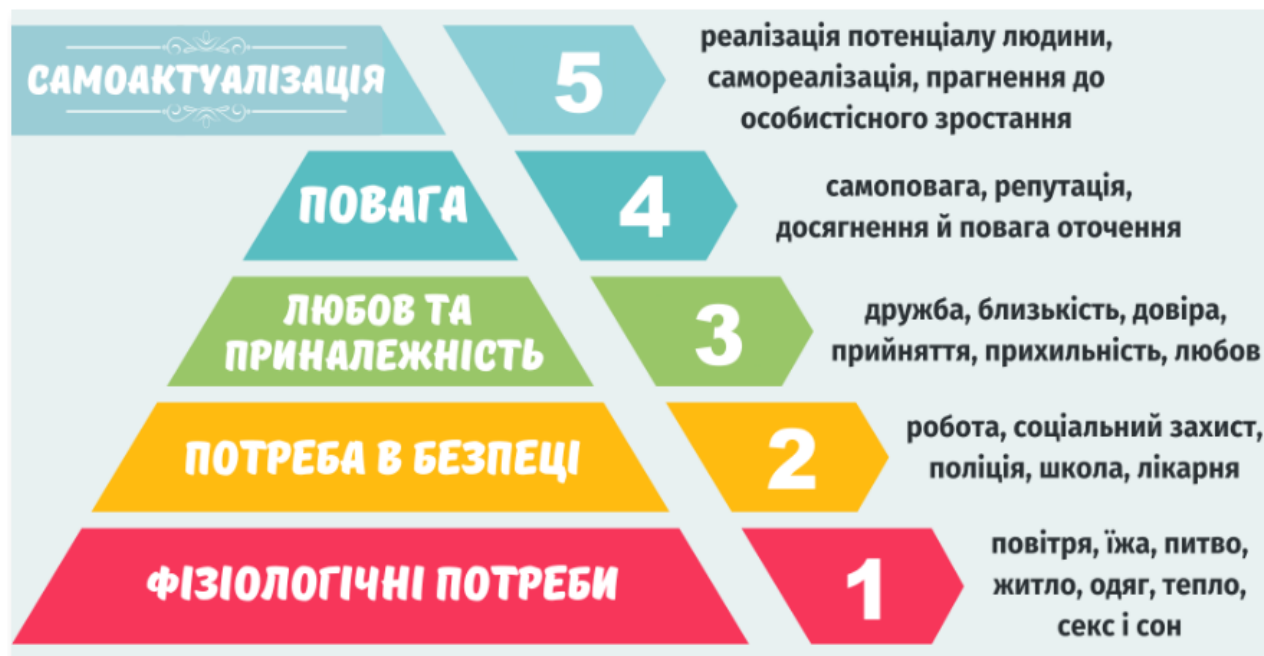 САМОАКТУАЛІЗАЦІЯ
5
реалізація потенціалу людини,
самореалізація, прагнення до
особистісного зростання
ПОВАГА
4
самоповага, репутація,
досягнення й повага оточення
ЛЮБОВ ТА
ПРИНАЛЕЖНІСТЬ
3
дружба, близькість, довіра,
прийняття, прихильність, любов
ПОТРЕБА В БЕЗПЕЦІ
2
робота, соціальний захист,
поліція, школа, лікарня
ФІЗІОЛОГІЧНІ ПОТРЕБИ
1
повітря, їжа, питво,
житло, одяг, тепло,
секс і сон